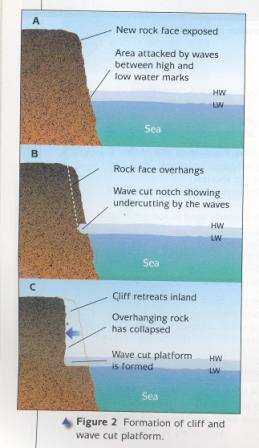 A
New rock face exposed
Area attacked by waves
between high and
low water marks
HW
LW
Sea
B
Rock face overhangs
Wave cut notch showing
undercutting by the waves
HW
LW
Sea
C
Cliff retreats inland
Overhanging rock
has collapsed
Wave cut platform
is formed
HW
LW
Sea
Figure 2 Formation of cliff and
wave cut platform.